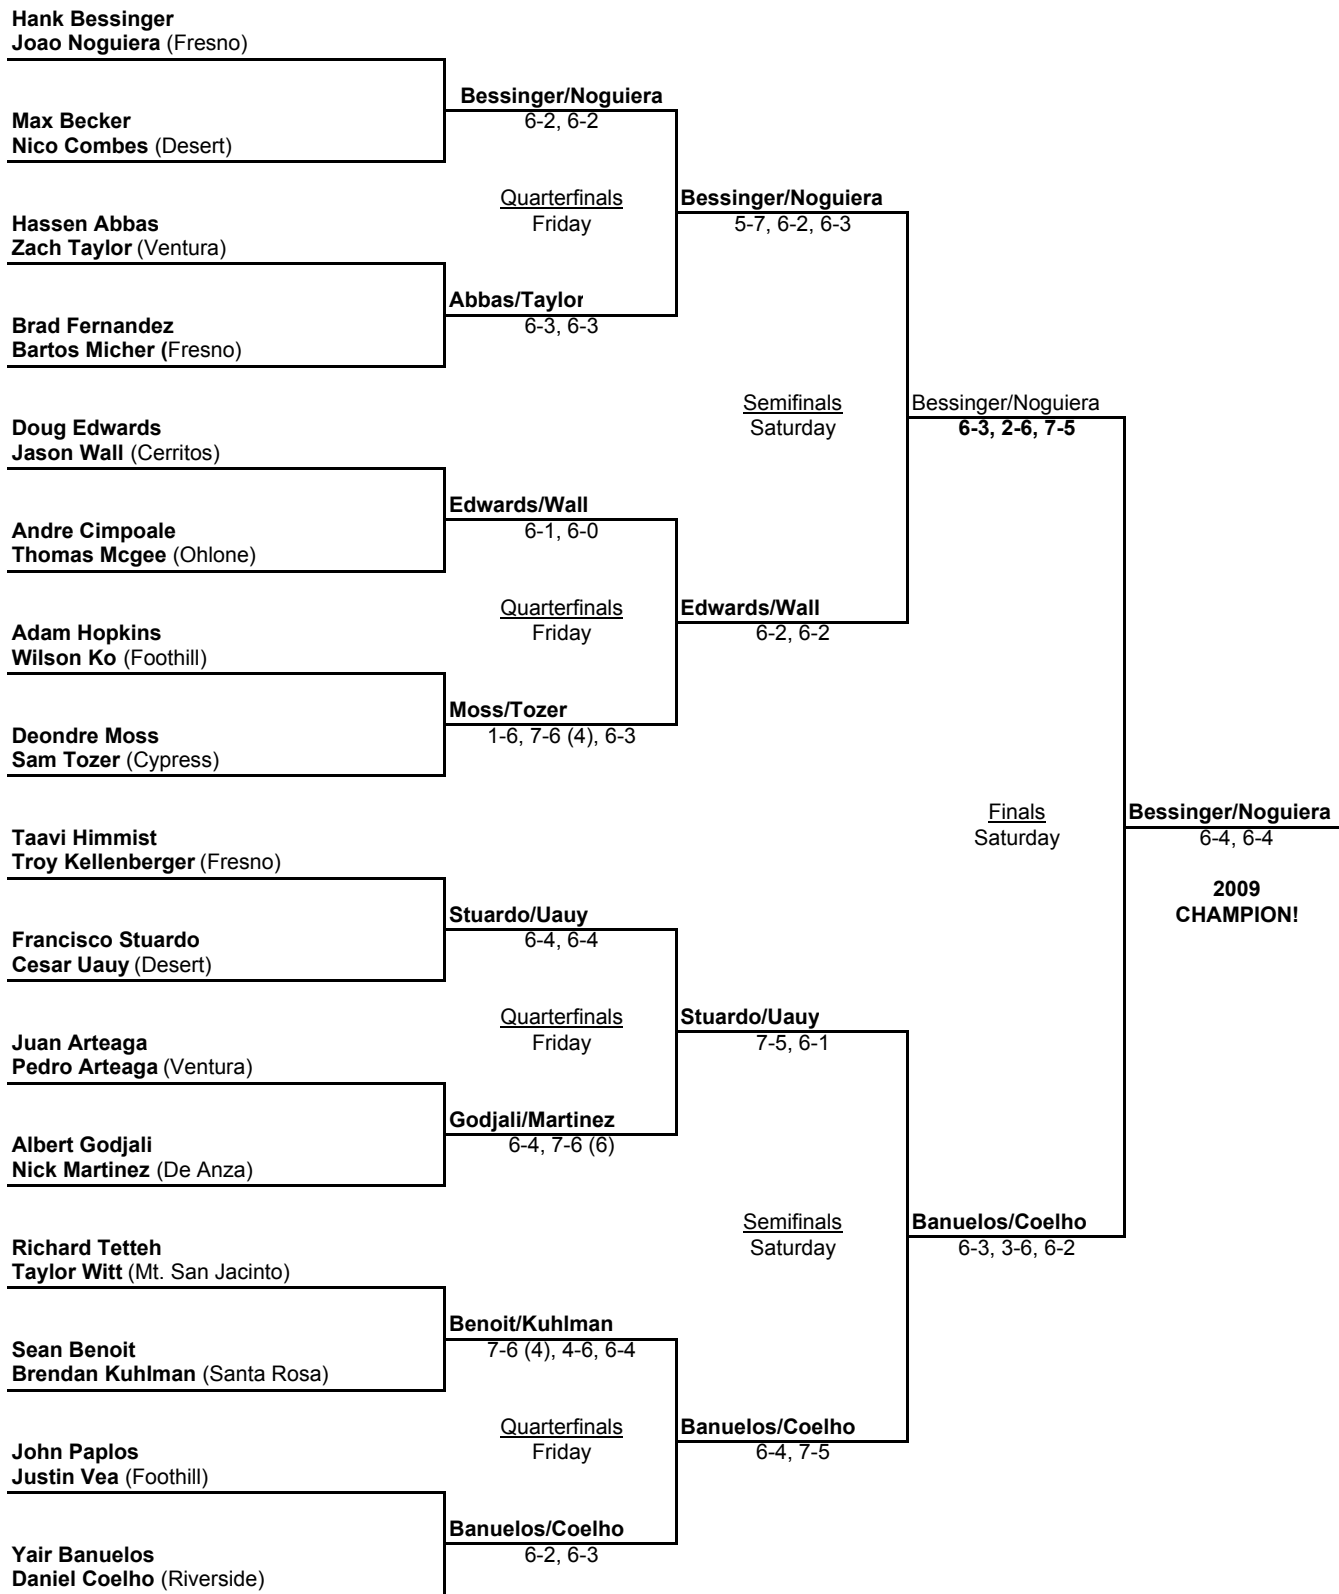 Hank Bessinger
Joao Noguiera (Fresno)
Bessinger/Noguiera
6-2, 6-2
Max Becker
Nico Combes (Desert)
Quarterfinals
Friday
Bessinger/Noguiera
5-7, 6-2, 6-3
Hassen Abbas
Zach Taylor (Ventura)
Abbas/Taylor
6-3, 6-3
Brad Fernandez
Bartos Micher (Fresno)
Semifinals
Saturday
Bessinger/Noguiera
6-3, 2-6, 7-5
Doug Edwards
Jason Wall (Cerritos)
Edwards/Wall
6-1, 6-0
Andre Cimpoale
Thomas Mcgee (Ohlone)
Quarterfinals
Friday
Edwards/Wall
6-2, 6-2
Adam Hopkins
Wilson Ko (Foothill)
Moss/Tozer
1-6, 7-6 (4), 6-3
Deondre Moss
Sam Tozer (Cypress)
Finals
Saturday
Bessinger/Noguiera
6-4, 6-4
2009
CHAMPION!
Taavi Himmist
Troy Kellenberger (Fresno)
Stuardo/Uauy
6-4, 6-4
Francisco Stuardo
Cesar Uauy (Desert)
Quarterfinals
Friday
Stuardo/Uauy
7-5, 6-1
Juan Arteaga
Pedro Arteaga (Ventura)
Godjali/Martinez
6-4, 7-6 (6)
Albert Godjali
Nick Martinez (De Anza)
Semifinals
Saturday
Banuelos/Coelho
6-3, 3-6, 6-2
Richard Tetteh
Taylor Witt (Mt. San Jacinto)
Benoit/Kuhlman
7-6 (4), 4-6, 6-4
Sean Benoit
Brendan Kuhlman (Santa Rosa)
Quarterfinals
Friday
Banuelos/Coelho
6-4, 7-5
John Paplos
Justin Vea (Foothill)
Banuelos/Coelho
6-2, 6-3
Yair Banuelos
Daniel Coelho (Riverside)